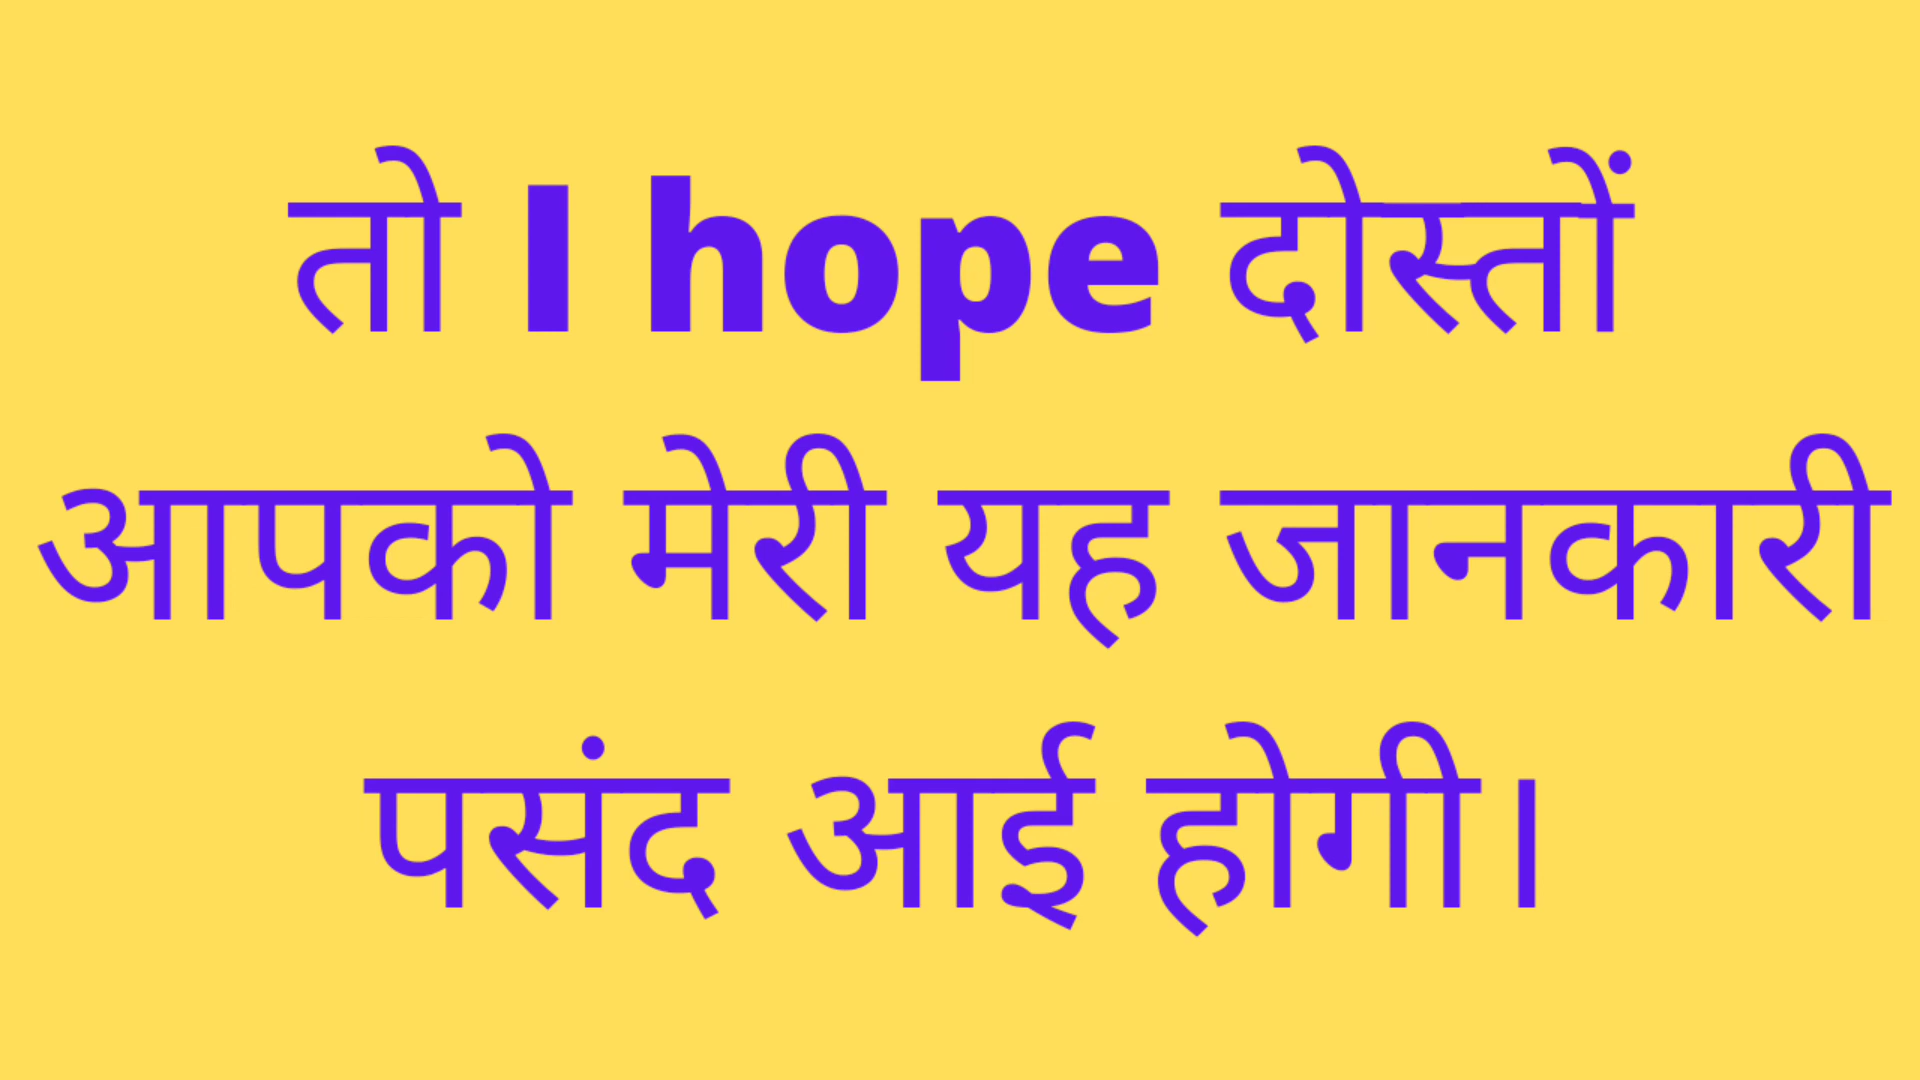 तो I hope दोस्तों
आपको मेरी यह जानकारी
पसंद आई होगी।